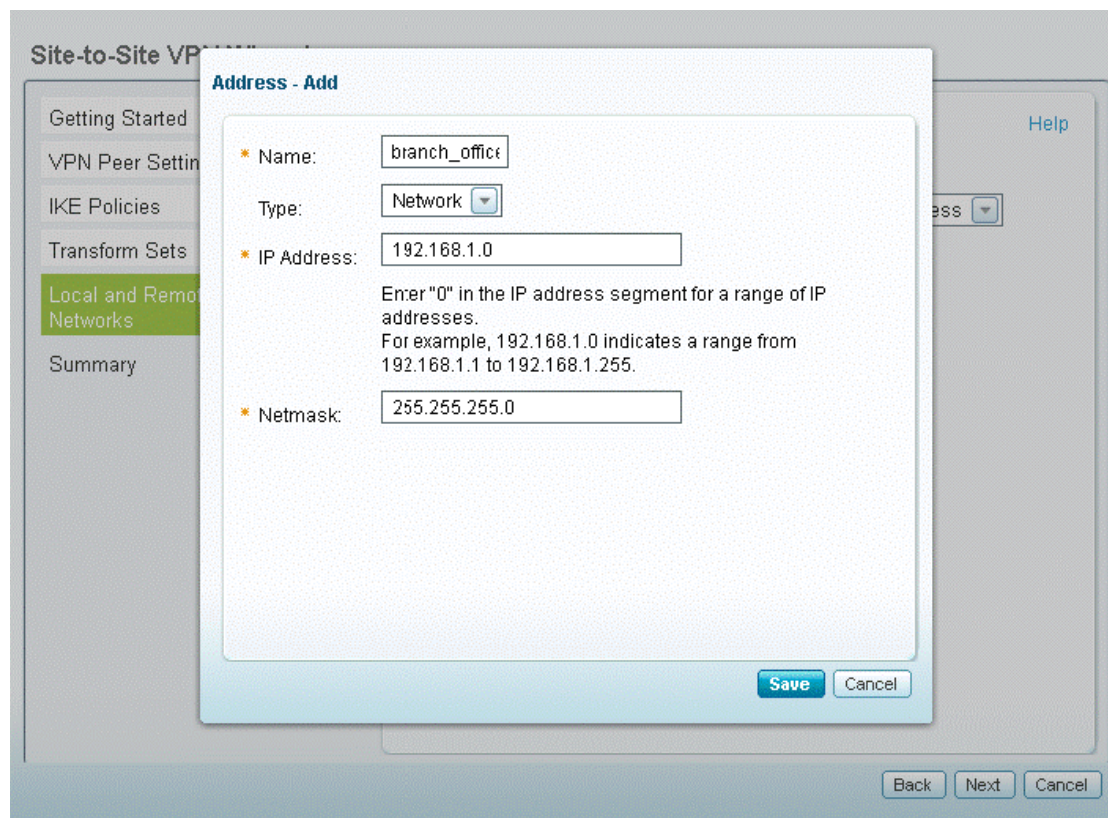 Site-to-Site VPN
Address - Add
Getting Started
Help
* Name:
branch_office
VPN Peer Settin
Type:
Network
IKE Policies
ess
Transform Sets
* IP Address:
192.168.1.0
Local and Remot
Networks
Enter "0" in the IP address segment for a range of IP
addresses.
For example, 192.168.1.0 indicates a range from
192.168.1.1 to 192.168.1.255.
Summary
* Netmask:
255.255.255.0
Save
Cancel
Back
Next
Cancel